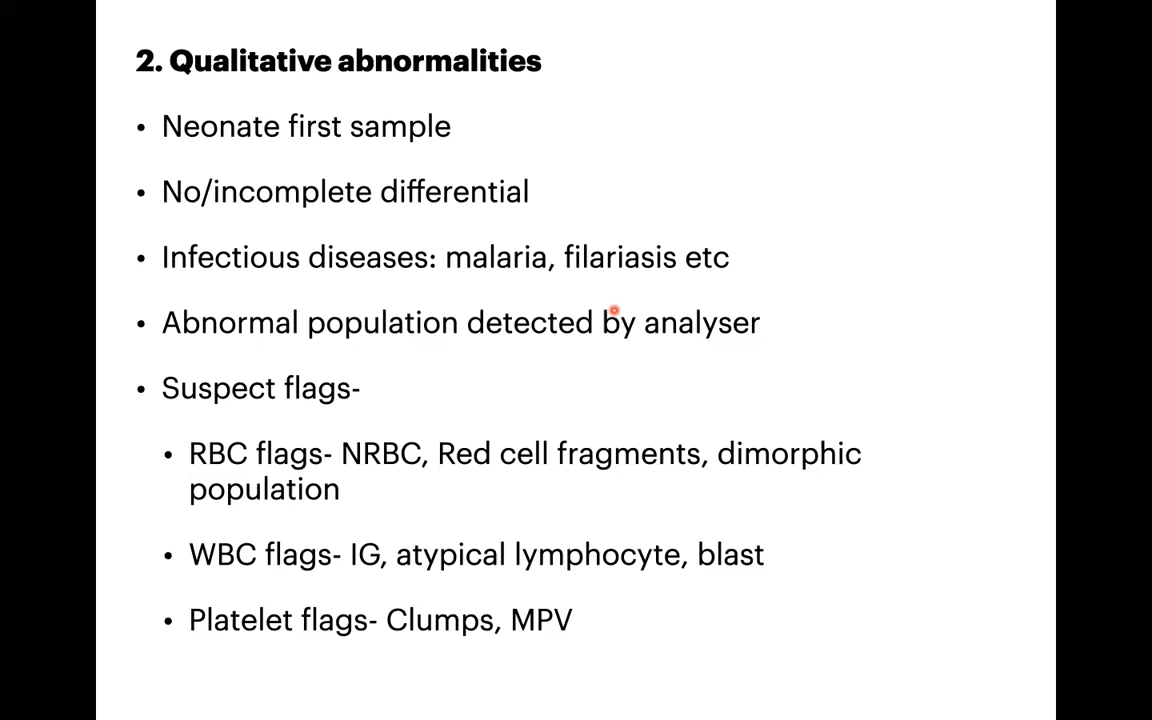 2. Qualitative abnormalities
• Neonate first sample
• No/incomplete differential
• Infectious diseases: malaria, filariasis etc
• Abnormal population detected by analyser
• Suspect flags-
• RBC flags- NRBC, Red cell fragments, dimorphic
population
• WBC flags- IG, atypical lymphocyte, blast
• Platelet flags- Clumps, MPV